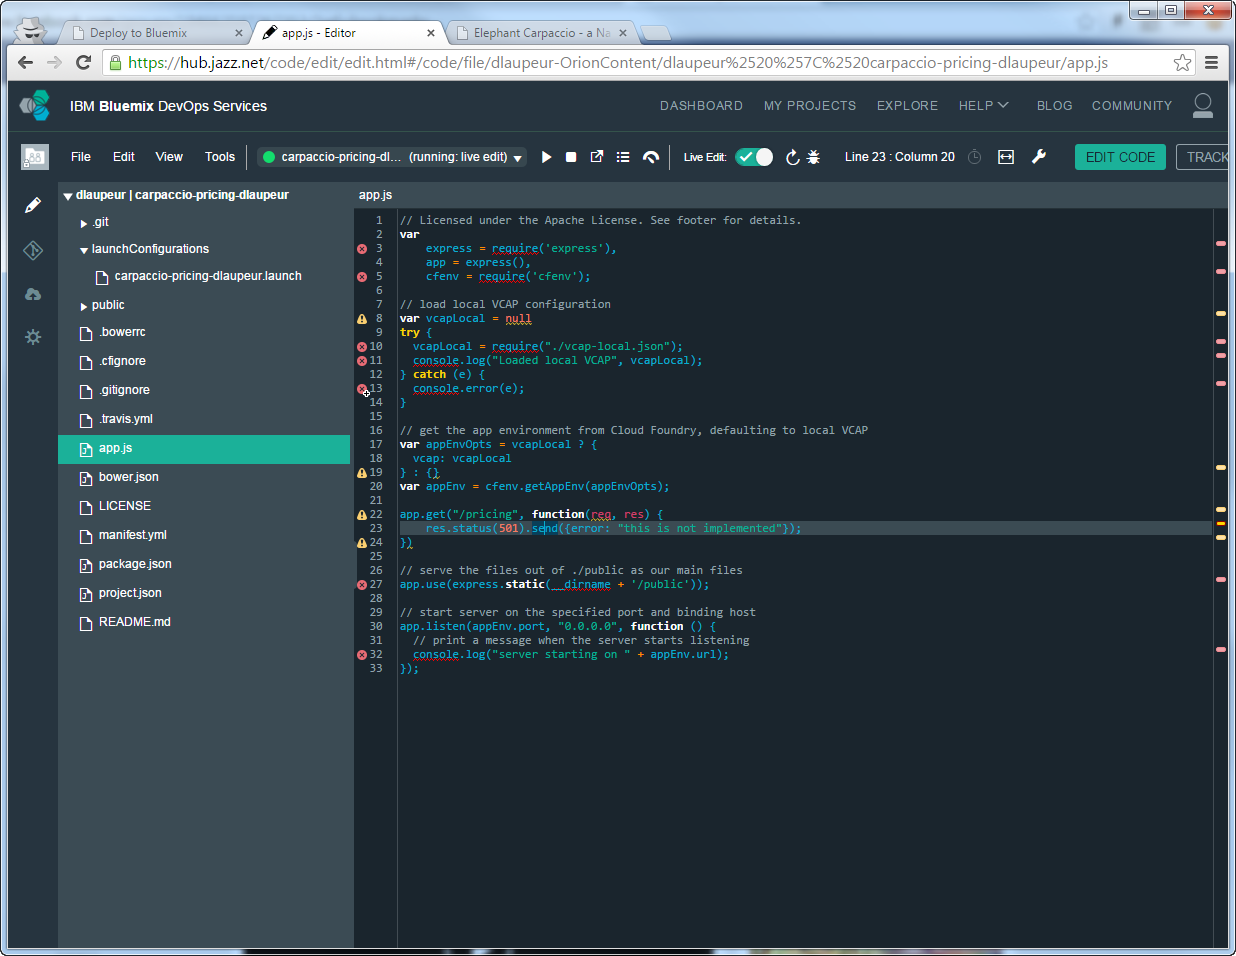 Deploy to Bluemix
app.js - Editor
Elephant Carpaccio - a Na
https://hub.jazz.net/code/edit/edit.html#/code/file/dlaupeur-OrionContent/dlaupeur%2520%257C%2520carpaccio-pricing-dlaupeur/app.js
IBM Bluemix DevOps Services
DASHBOARD MY PROJECTS EXPLORE HELP BLOG COMMUNITY
File Edit View Tools carpaccio-pricing-dl... (running: live edit) Live Edit: Line 23 : Column 20 EDIT CODE TRACK
dlaupeur | carpaccio-pricing-dlaupeur
.git
launchConfigurations
carpaccio-pricing-dlaupeur.launch
public
.bowerrc
.cfignore
.gitignore
.travis.yml
app.js
bower.json
LICENSE
manifest.yml
package.json
project.json
README.md
app.js
1 // Licensed under the Apache License. See footer for details.
2 var
3 express = require('express'),
4 app = express(),
5 cfenv = require('cfenv');
6
7 // load local VCAP configuration
8 var vcapLocal = null
9 try {
10 vcapLocal = require("./vcap-local.json");
11 console.log("Loaded local VCAP", vcapLocal);
12 } catch (e) {
13 console.error(e);
14 }
15
16 // get the app environment from Cloud Foundry, defaulting to local VCAP
17 var appEnvOpts = vcapLocal ? {
18 vcap: vcapLocal
19 } : {}
20 var appEnv = cfenv.getAppEnv(appEnvOpts);
21
22 app.get("/pricing", function(req, res) {
23 res.status(501).send({error: "this is not implemented"});
24 })
25
26 // serve the files out of ./public as our main files
27 app.use(express.static(__dirname + '/public'));
28
29 // start server on the specified port and binding host
30 app.listen(appEnv.port, "0.0.0.0", function () {
31 // print a message when the server starts listening
32 console.log("server starting on " + appEnv.url);
33 });